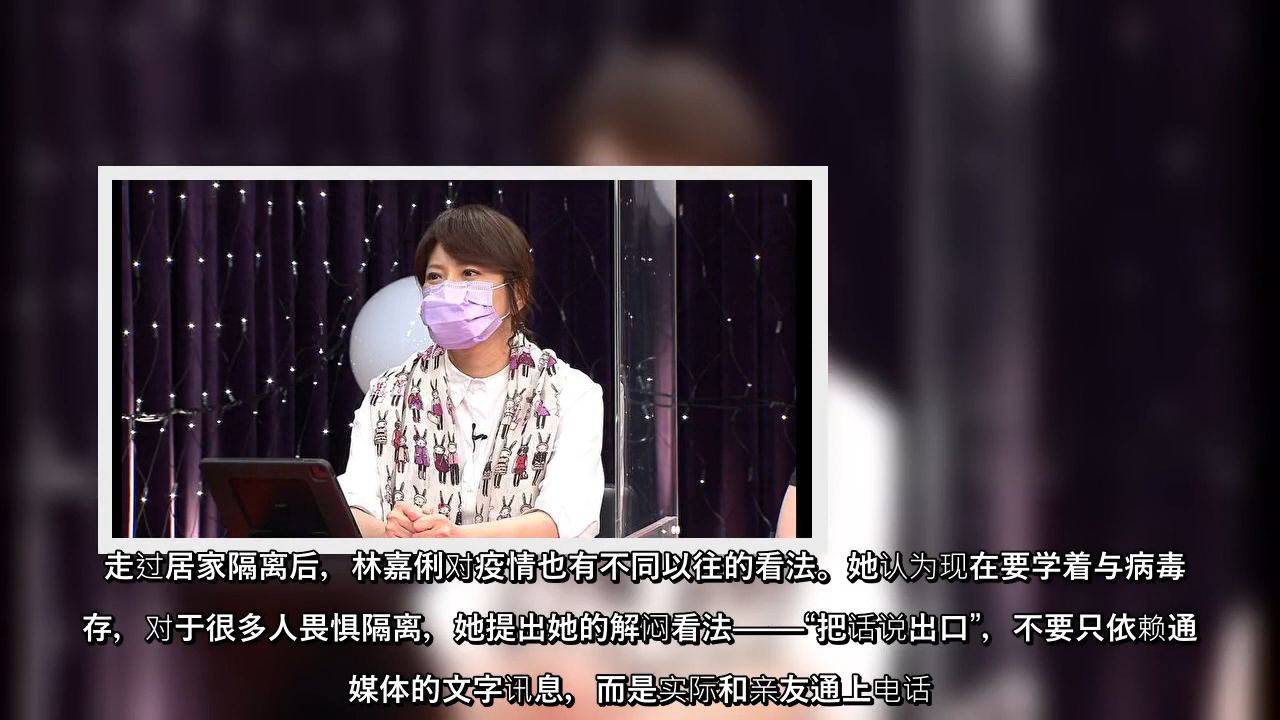 走过居家隔离后，林嘉俐对疫情也有不同以往的看法。她认为现在要学着与病毒
存，对于很多人畏惧隔离，她提出她的解闷看法——“把话说出口”，不要只依赖通
媒体的文字讯息，而是实际和亲友通上电话